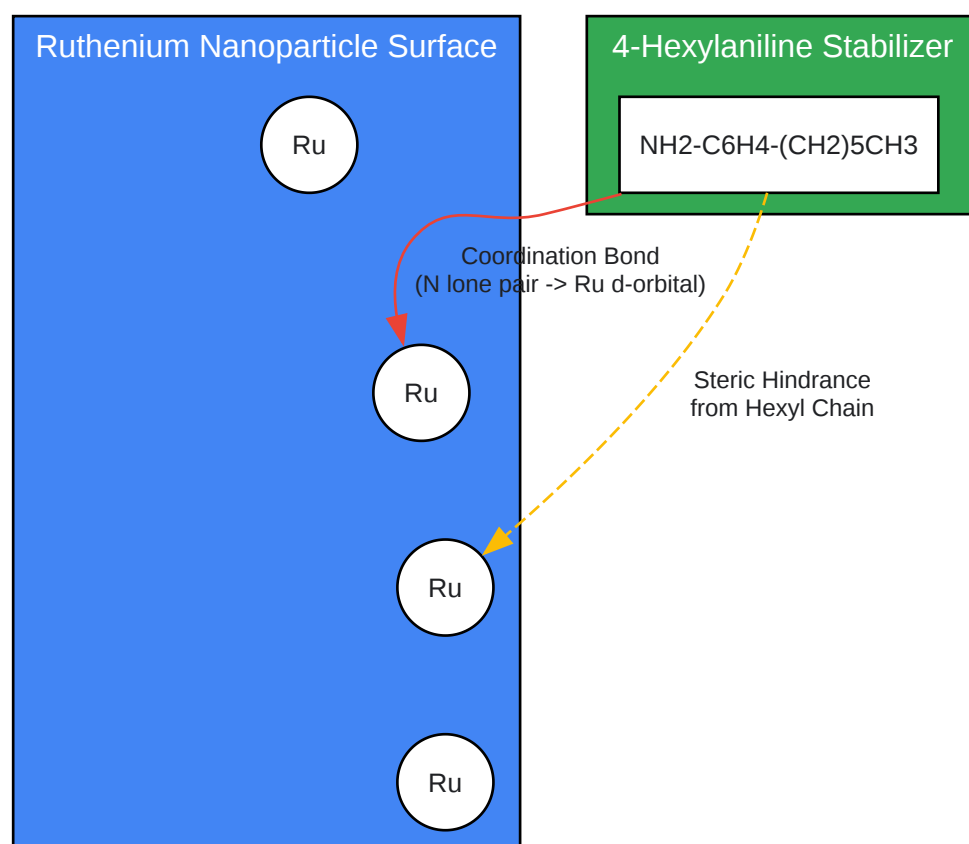 Ruthenium Nanoparticle Surface
4-Hexylaniline Stabilizer
Ru
NH2-C6H4-(CH2)5CH3
Coordination Bond
(N lone pair -> Ru d-orbital)
Steric Hindrance
from Hexyl Chain
Ru
Ru
Ru